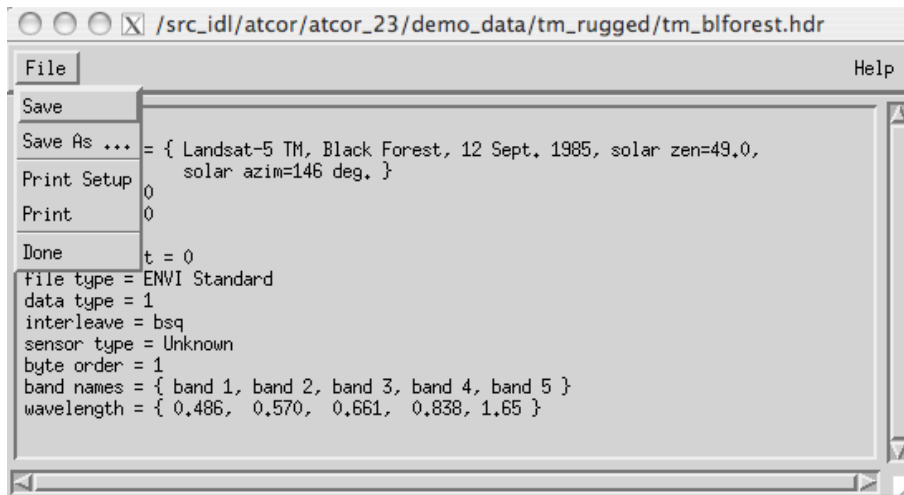 /src_idl/atcor/atcor_23/demo_data/tm_rugged/tm_blforest.hdr
File Help
Save
Save As ...
Print Setup
Print
Done
= { Landsat-5 TM, Black Forest, 12 Sept. 1985, solar zen=49.0,
solar azim=146 deg. }
0
0
t = 0
file type = ENVI Standard
data type = 1
interleave = bsq
sensor type = Unknown
byte order = 1
band names = { band 1, band 2, band 3, band 4, band 5 }
wavelength = { 0.486,  0.570,  0.661,  0.838, 1.65 }